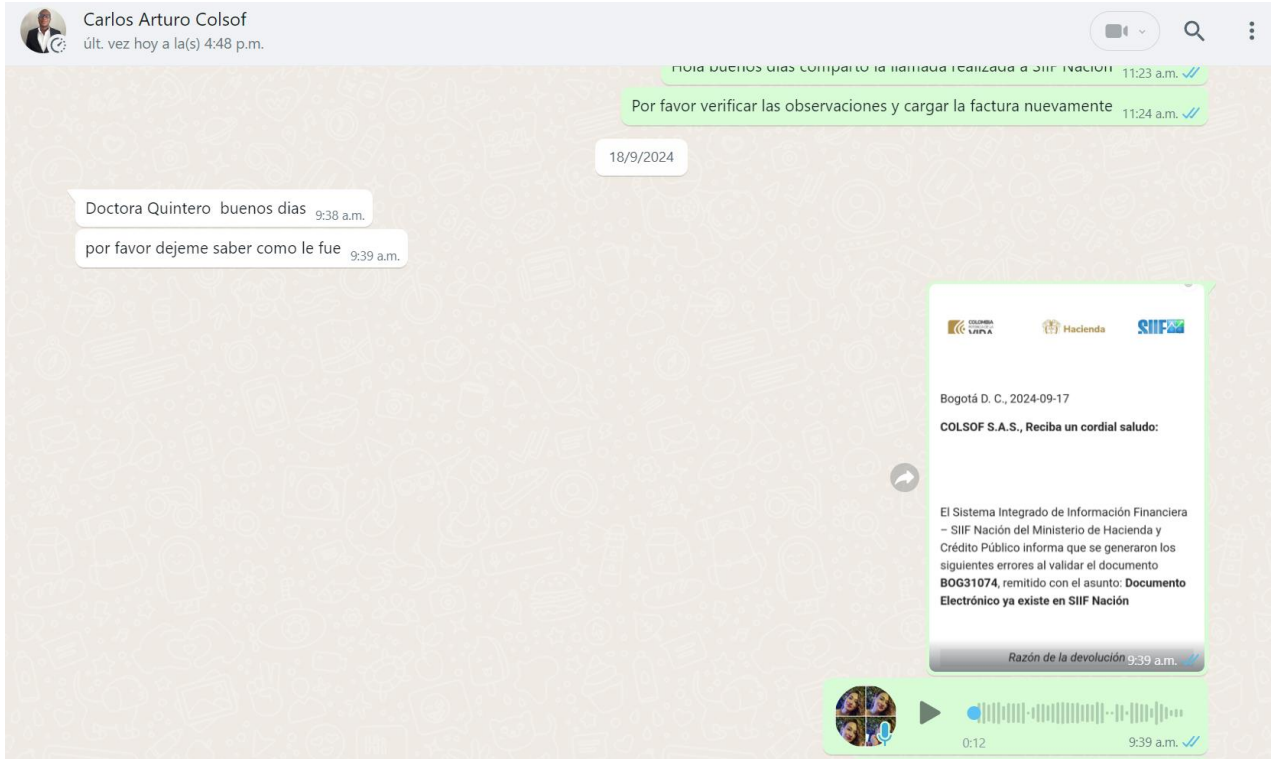 Carlos Arturo Colsof
últ. vez hoy a la(s) 4:48 p.m.
Hola buenos dias comparto la llamada realizada a SIIF Nación 11:23 a.m.
Por favor verificar las observaciones y cargar la factura nuevamente 11:24 a.m.
18/9/2024
Doctora Quintero buenos dias 9:38 a.m.
por favor dejeme saber como le fue 9:39 a.m.
COLOMBIA
VIDA
Hacienda
SIIF
Bogotá D. C., 2024-09-17
COLSOF S.A.S., Reciba un cordial saludo:
El Sistema Integrado de Información Financiera
– SIIF Nación del Ministerio de Hacienda y
Crédito Público informa que se generaron los
siguientes errores al validar el documento
BOG31074, remitido con el asunto: Documento
Electrónico ya existe en SIIF Nación
Razón de la devolución 9:39 a.m.
0:12 9:39 a.m.